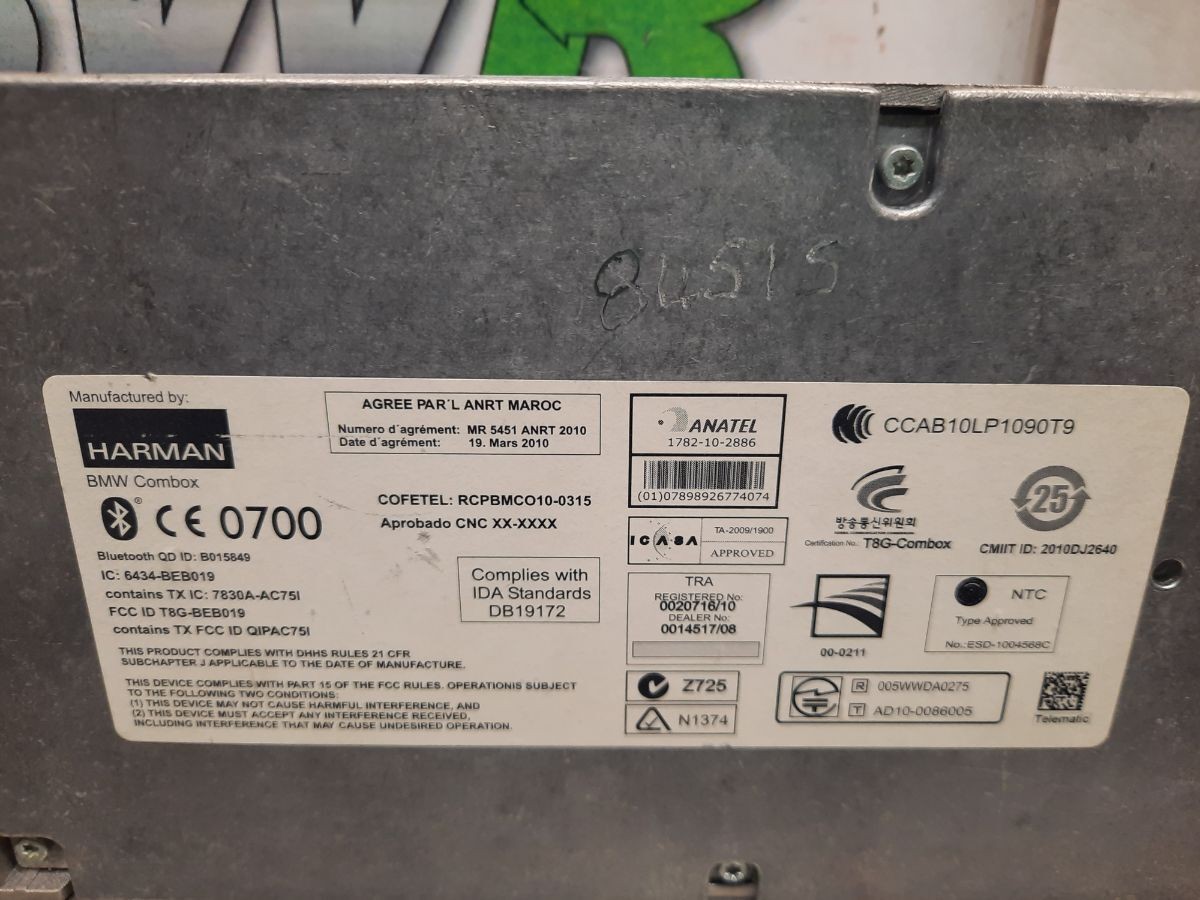 84515
Manufactured by:
HARMAN
BMW Combox
CE 0700
Bluetooth QD ID: B015849
IC: 6434-BEB019
contains TX IC: 7830A-AC75I
FCC ID T8G-BEB019
contains TX FCC ID QIPAC75I
THIS PRODUCT COMPLIES WITH DHHS RULES 21 CFR
SUBCHAPTER J APPLICABLE TO THE DATE OF MANUFACTURE.
THIS DEVICE COMPLIES WITH PART 15 OF THE FCC RULES. OPERATIONIS SUBJECT
TO THE FOLLOWING TWO CONDITIONS:
(1) THIS DEVICE MAY NOT CAUSE HARMFUL INTERFERENCE, AND
(2) THIS DEVICE MUST ACCEPT ANY INTERFERENCE RECEIVED,
INCLUDING INTERFERENCE THAT MAY CAUSE UNDESIRED OPERATION.
AGREE PAR´L ANRT MAROC
Numero d´agrément: MR 5451 ANRT 2010
Date d´agrément: 19. Mars 2010
COFETEL: RCPBMCO10-0315
Aprobado CNC XX-XXXX
Complies with
IDA Standards
DB19172
ANATEL
1782-10-2886
(01)07898926774074
ICASA
TA-2009/1900
APPROVED
TRA
REGISTERED No:
0020716/10
DEALER No:
0014517/08
Z725
N1374
CCAB10LP1090T9
방송통신위원회
Certification No. T8G-Combox
25
CMIIT ID: 2010DJ2640
00-0211
NTC
Type Approved
No.:ESD-1004568C
R 005WWDA0275
T AD10-0086005
Telematic